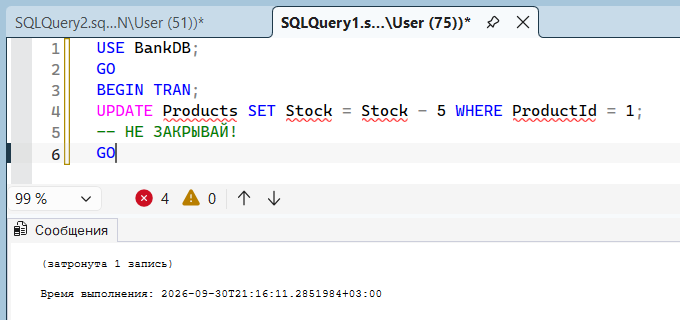 SQLQuery2.sq...N\User (51))*
SQLQuery1.s...\User (75))*
1 USE BankDB;
2 GO
3 BEGIN TRAN;
4 UPDATE Products SET Stock = Stock - 5 WHERE ProductId = 1;
5 -- НЕ ЗАКРЫВАЙ!
6 GO
99 % 4 0
Сообщения
(затронута 1 запись)
Время выполнения: 2026-09-30T21:16:11.2851984+03:00